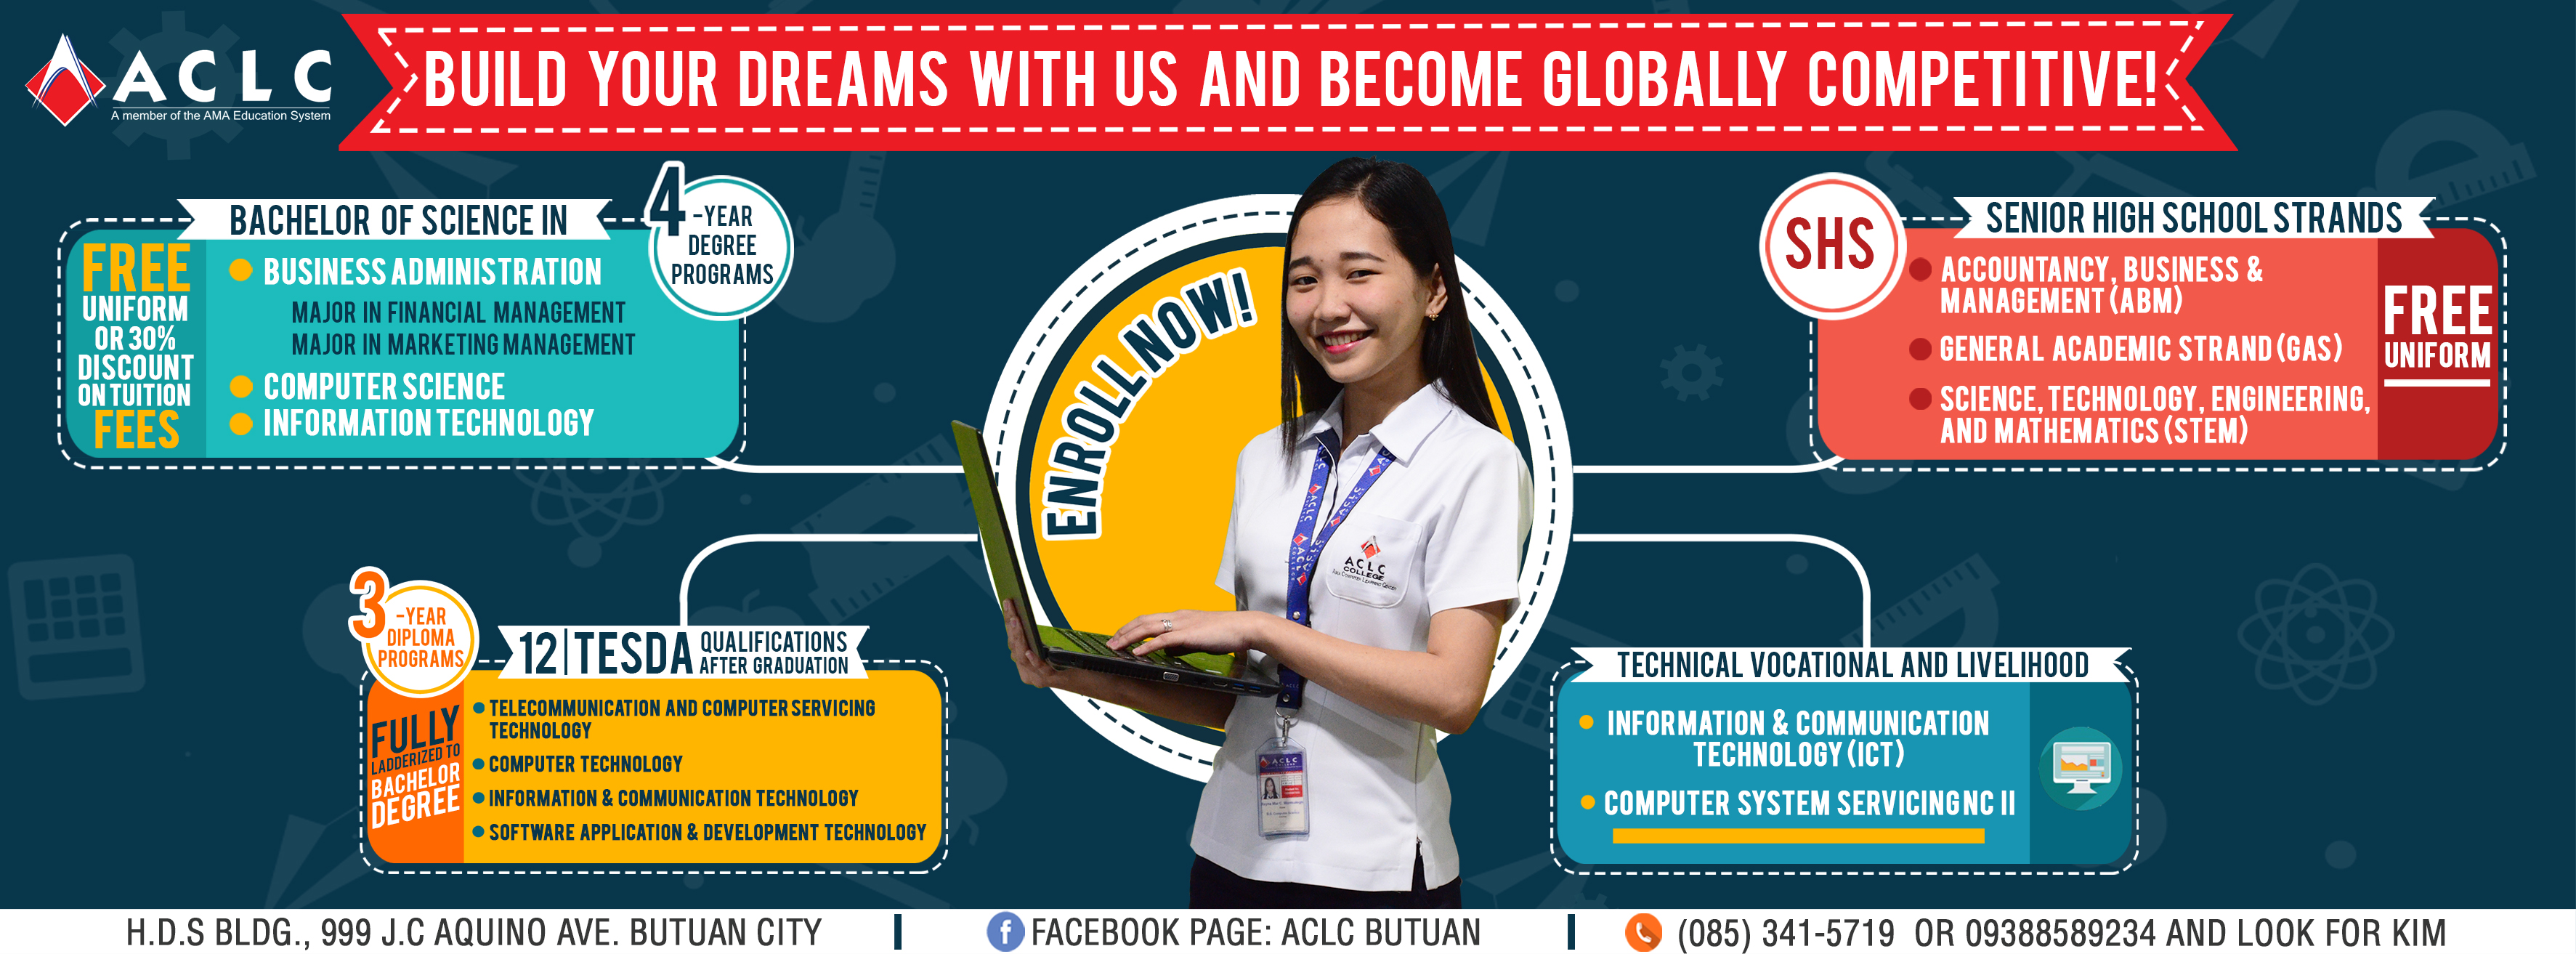 ACLC
A member of the AMA Education System
BUILD YOUR DREAMS WITH US AND BECOME GLOBALLY COMPETITIVE!
BACHELOR OF SCIENCE IN
4-YEAR
DEGREE
PROGRAMS
FREE
UNIFORM
OR 30%
DISCOUNT
ON TUITION
FEES
BUSINESS ADMINISTRATION
MAJOR IN FINANCIAL MANAGEMENT
MAJOR IN MARKETING MANAGEMENT
COMPUTER SCIENCE
INFORMATION TECHNOLOGY
ENROLL NOW!
SHS
SENIOR HIGH SCHOOL STRANDS
ACCOUNTANCY, BUSINESS &
MANAGEMENT (ABM)
GENERAL ACADEMIC STRAND (GAS)
SCIENCE, TECHNOLOGY, ENGINEERING,
AND MATHEMATICS (STEM)
FREE
UNIFORM
3-YEAR
DIPLOMA
PROGRAMS
12|TESDA QUALIFICATIONS
AFTER GRADUATION
FULLY
LADDERIZED TO
BACHELOR
DEGREE
TELECOMMUNICATION AND COMPUTER SERVICING
TECHNOLOGY
COMPUTER TECHNOLOGY
INFORMATION & COMMUNICATION TECHNOLOGY
SOFTWARE APPLICATION & DEVELOPMENT TECHNOLOGY
ACLC
COLLEGE
ACLC
TECHNICAL VOCATIONAL AND LIVELIHOOD
INFORMATION & COMMUNICATION
TECHNOLOGY (ICT)
COMPUTER SYSTEM SERVICING NC II
H.D.S BLDG., 999 J.C AQUINO AVE. BUTUAN CITY
f FACEBOOK PAGE: ACLC BUTUAN
(085) 341-5719 OR 09388589234 AND LOOK FOR KIM